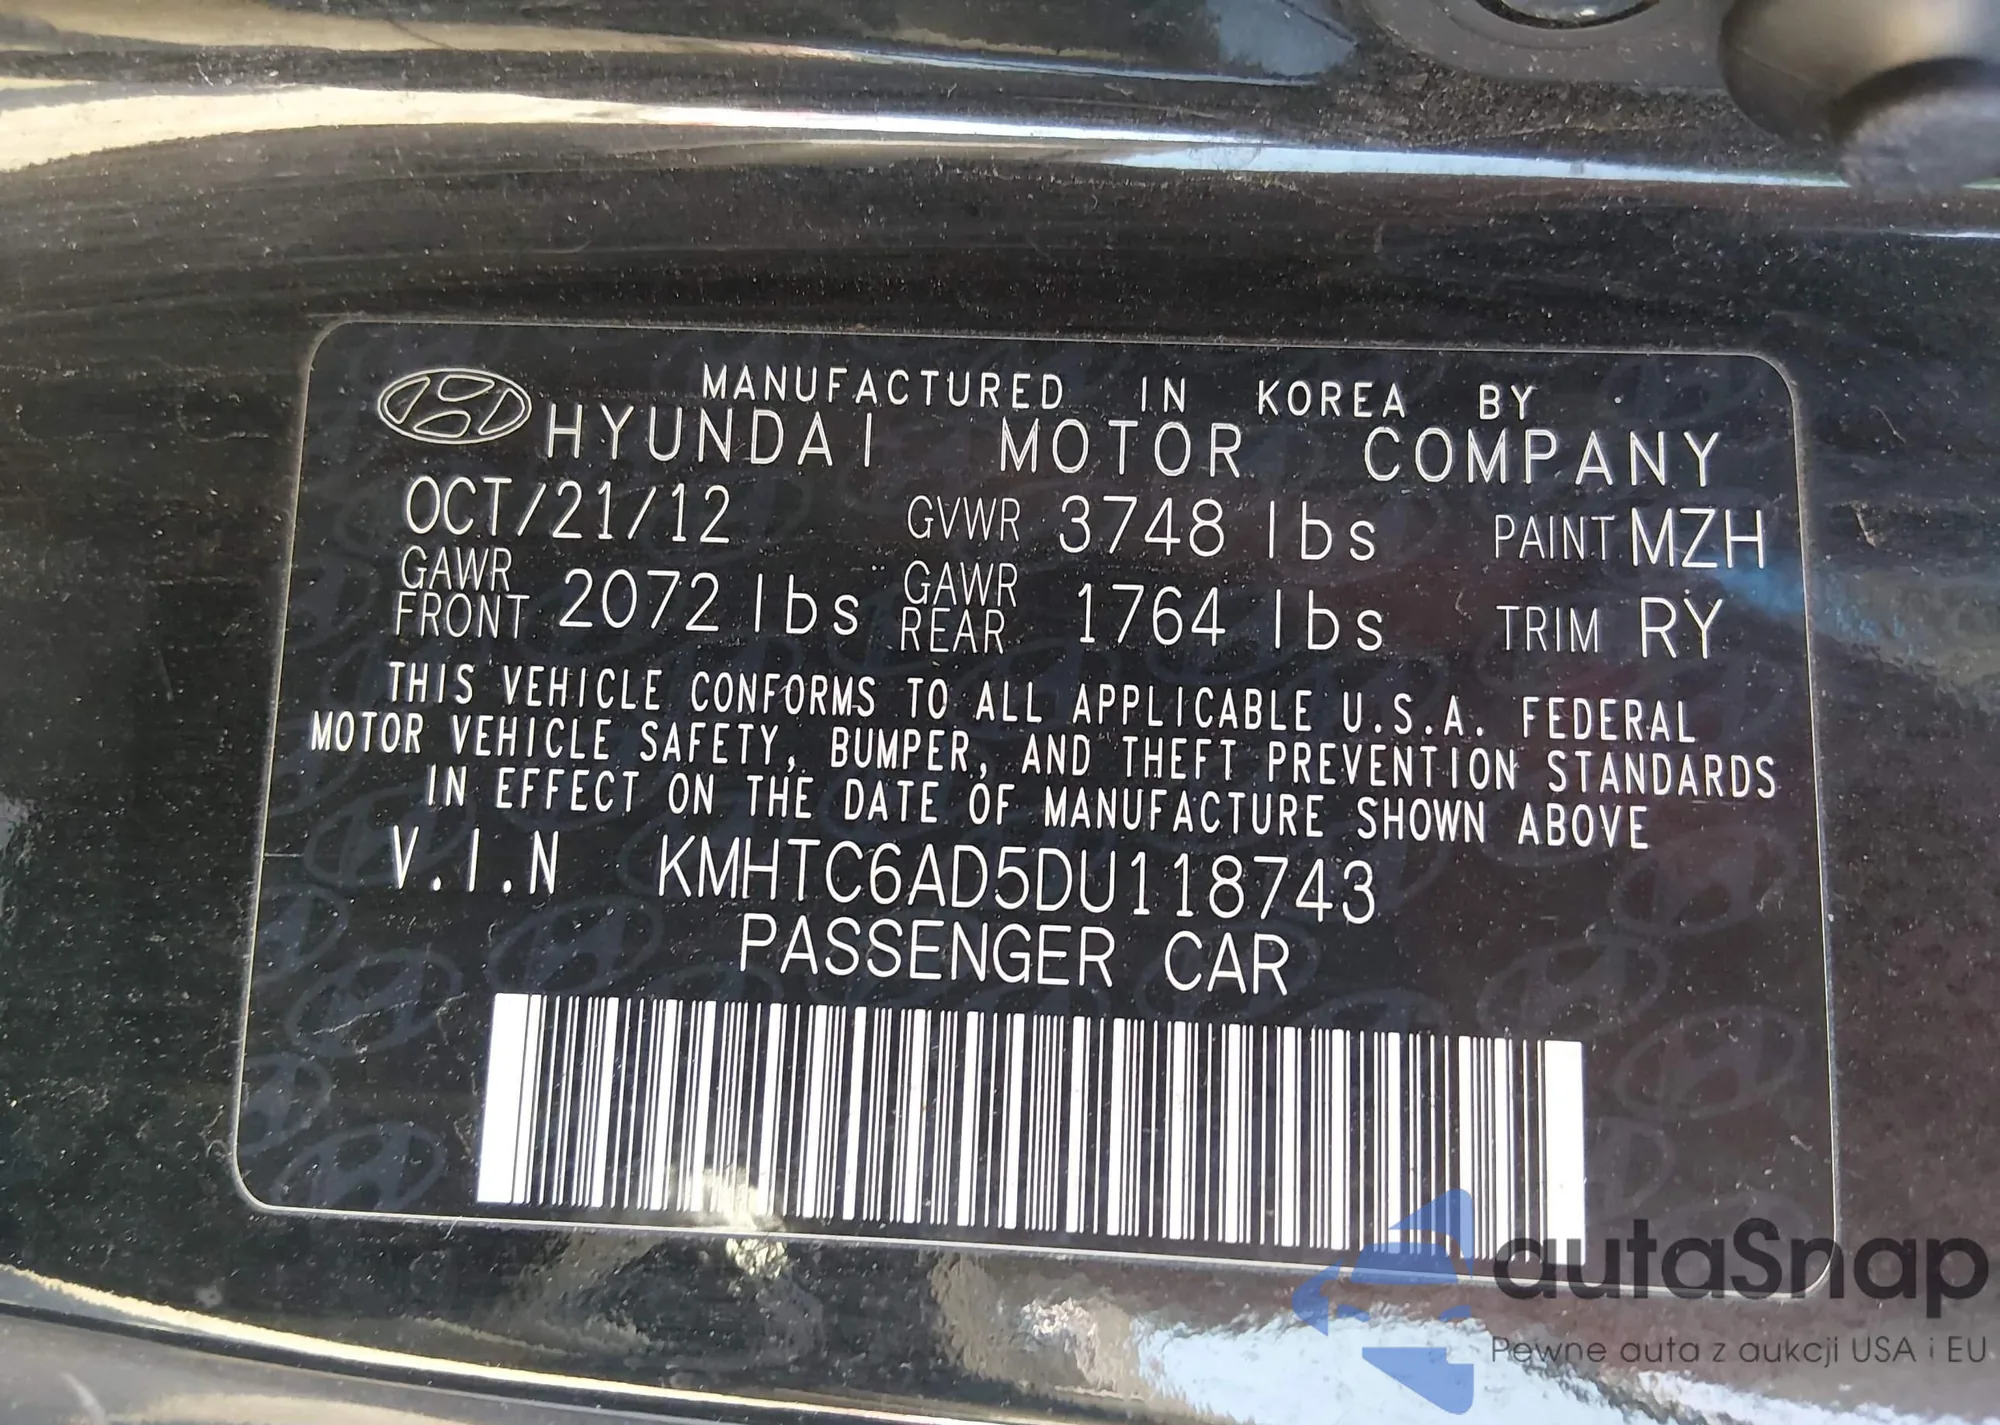 MANUFACTURED IN KOREA BY
HYUNDAI MOTOR COMPANY
OCT/21/12 GVWR 3748 lbs PAINT MZH
GAWR FRONT 2072 lbs GAWR REAR 1764 lbs TRIM RY
THIS VEHICLE CONFORMS TO ALL APPLICABLE U.S.A. FEDERAL
MOTOR VEHICLE SAFETY, BUMPER, AND THEFT PREVENTION STANDARDS
IN EFFECT ON THE DATE OF MANUFACTURE SHOWN ABOVE
V.I.N KMHTC6AD5DU118743
PASSENGER CAR
autaSnap
Pewne auta z aukcji USA i EU